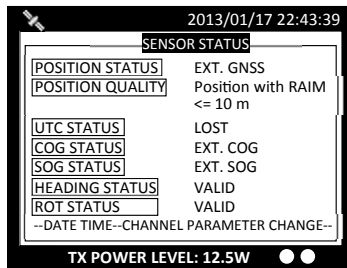 2013/01/17 22:43:39
SENSOR STATUS
POSITION STATUS EXT. GNSS
POSITION QUALITY Position with RAIM
<= 10 m
UTC STATUS LOST
COG STATUS EXT. COG
SOG STATUS EXT. SOG
HEADING STATUS VALID
ROT STATUS VALID
--DATE TIME--CHANNEL PARAMETER CHANGE--
TX POWER LEVEL: 12.5W